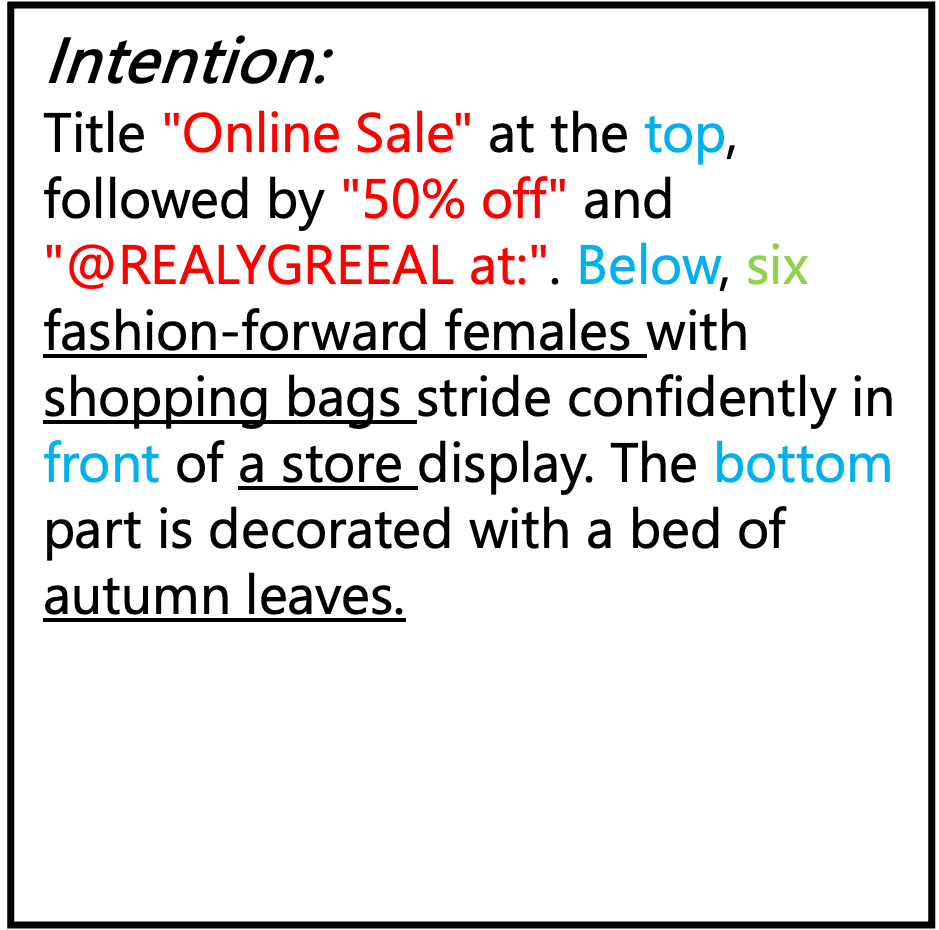 Intention:
Title "Online Sale" at the top,
followed by "50% off" and
"@REALYGREEAL at:". Below, six
fashion-forward females with
shopping bags stride confidently in
front of a store display. The bottom
part is decorated with a bed of
autumn leaves.